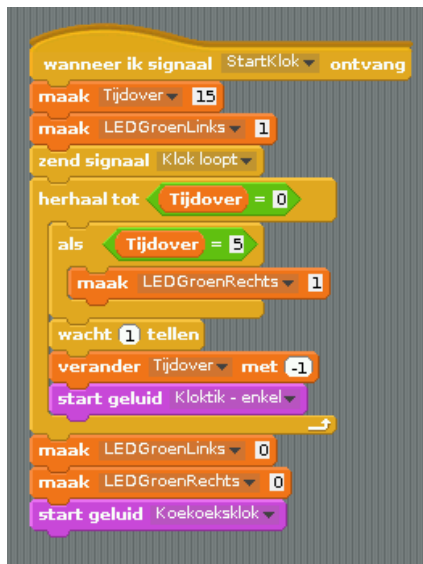 wanneer ik signaal StartKlok ontvang
maak Tijdover 15
maak LEDGroenLinks 1
zend signaal Klok loopt
herhaal tot Tijdover = 0
als Tijdover = 5
maak LEDGroenRechts 1
wacht 1 tellen
verander Tijdover met -1
start geluid Kloktik - enkel
maak LEDGroenLinks 0
maak LEDGroenRechts 0
start geluid Koekoeksklok